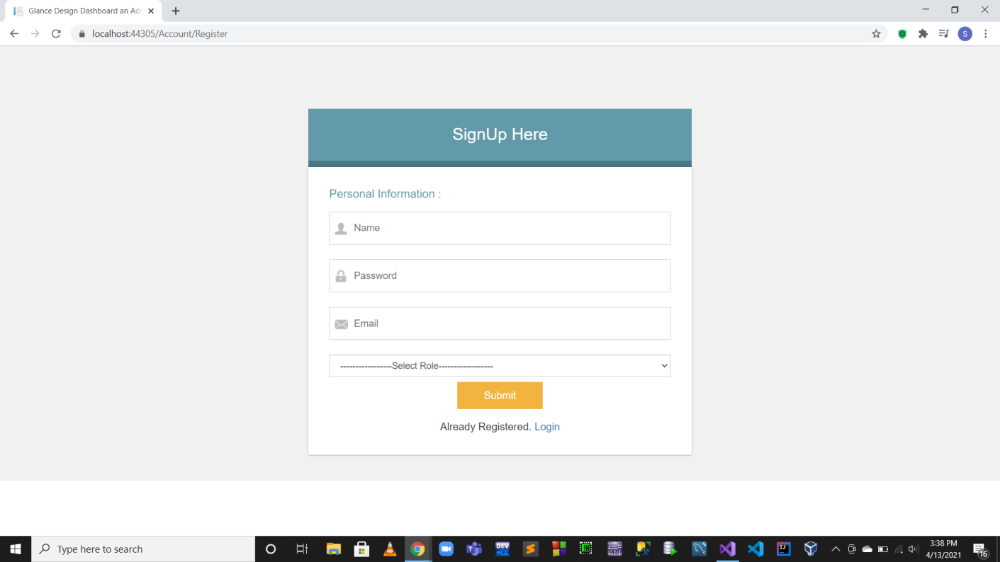 Glance Design Dashboard an Ad
localhost:44305/Account/Register
S
SignUp Here
Personal Information :
Name
Password
Email
-----------------Select Role------------------
Submit
Already Registered. Login
Type here to search
DEV
IJ
3:38 PM
4/13/2021
16